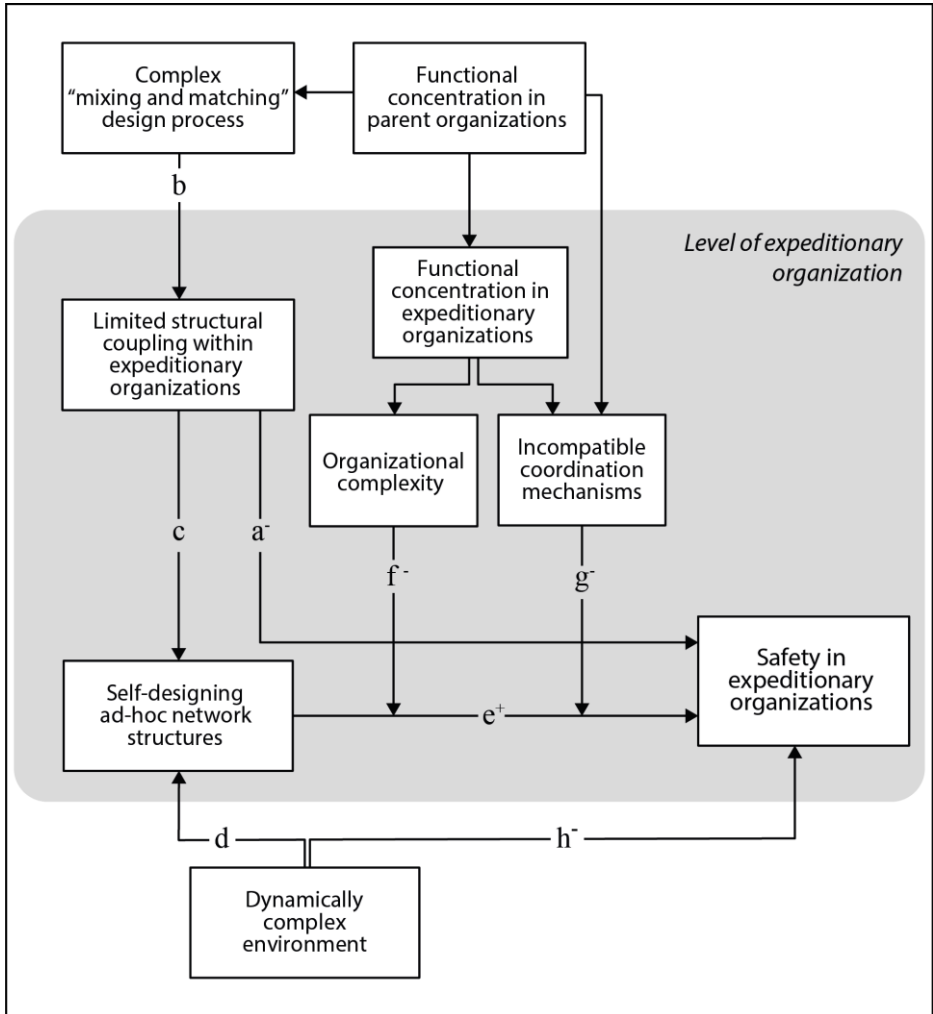 Complex
“mixing and matching”
design process
Functional
concentration in
parent organizations
b
Level of expeditionary
organization
Functional
concentration in
expeditionary
organizations
Limited structural
coupling within
expeditionary
organizations
Organizational
complexity
Incompatible
coordination
mechanisms
c
a-
f -
g-
Safety in
expeditionary
organizations
Self-designing
ad-hoc network
structures
e+
d
h-
Dynamically
complex
environment